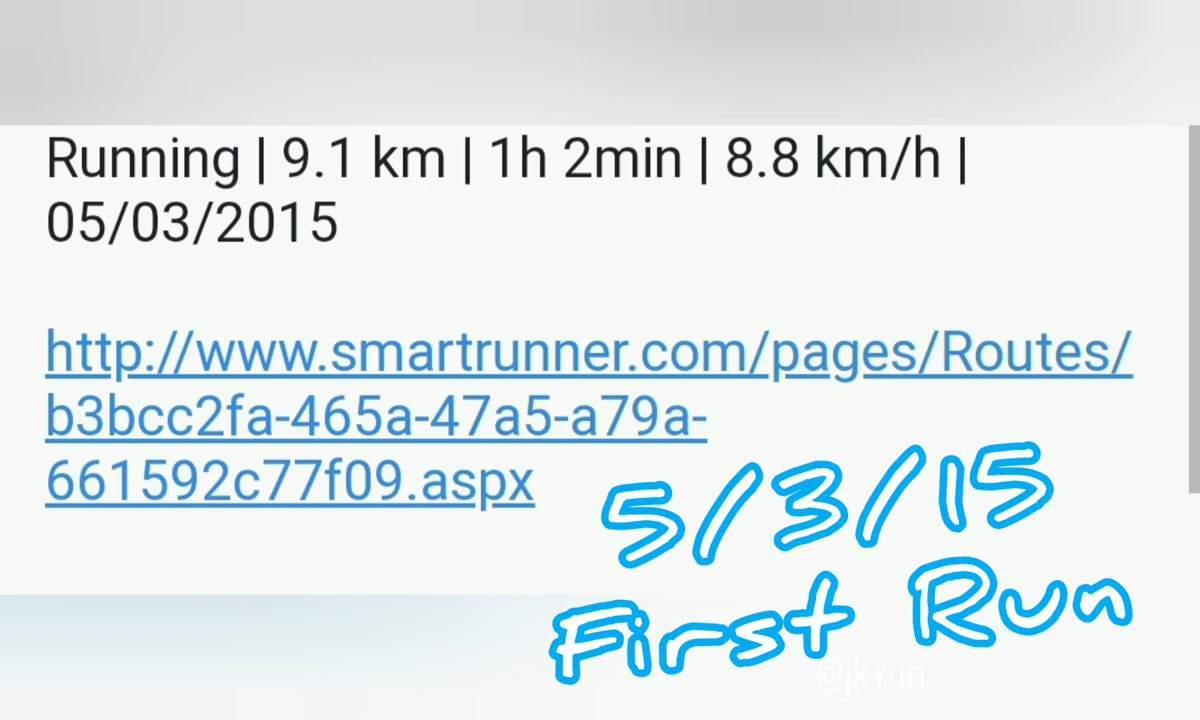 Running | 9.1 km | 1h 2min | 8.8 km/h |
05/03/2015
http://www.smartrunner.com/pages/Routes/
b3bcc2fa-465a-47a5-a79a-
661592c77f09.aspx
5/3/15
First Run
@jk.run